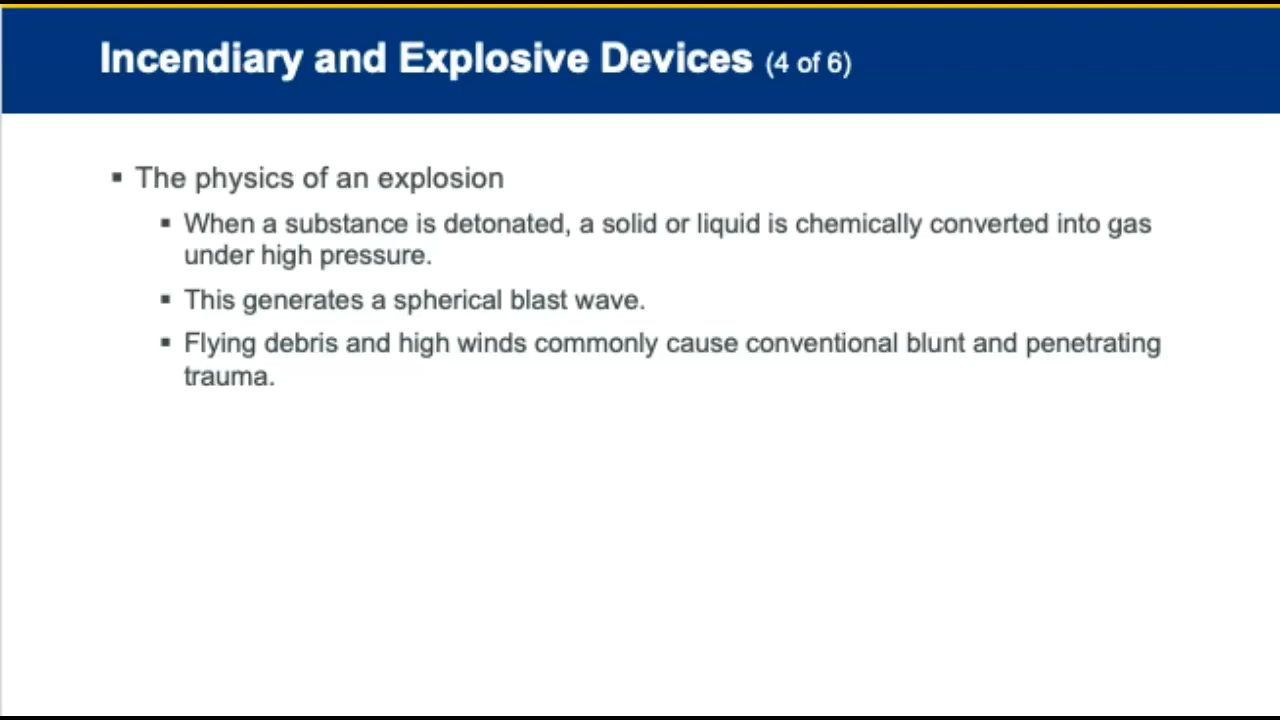 Incendiary and Explosive Devices (4 of 6)
▪ The physics of an explosion
▪ When a substance is detonated, a solid or liquid is chemically converted into gas
under high pressure.
▪ This generates a spherical blast wave.
▪ Flying debris and high winds commonly cause conventional blunt and penetrating
trauma.